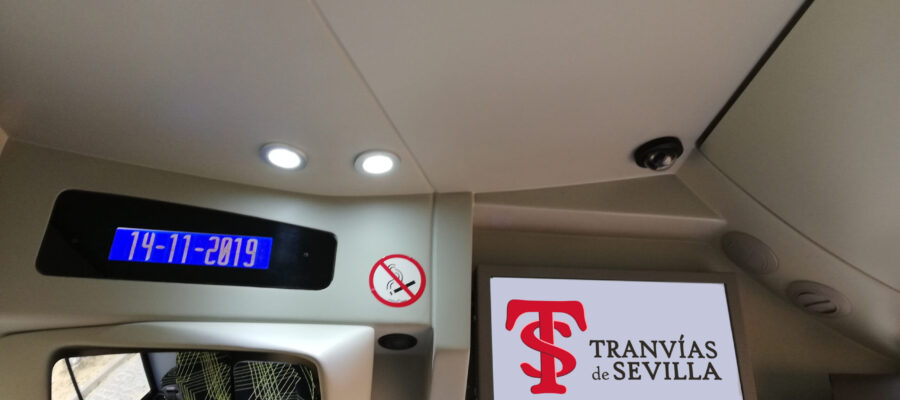 14-11-2019
TS
TRANVÍAS
de SEVILLA